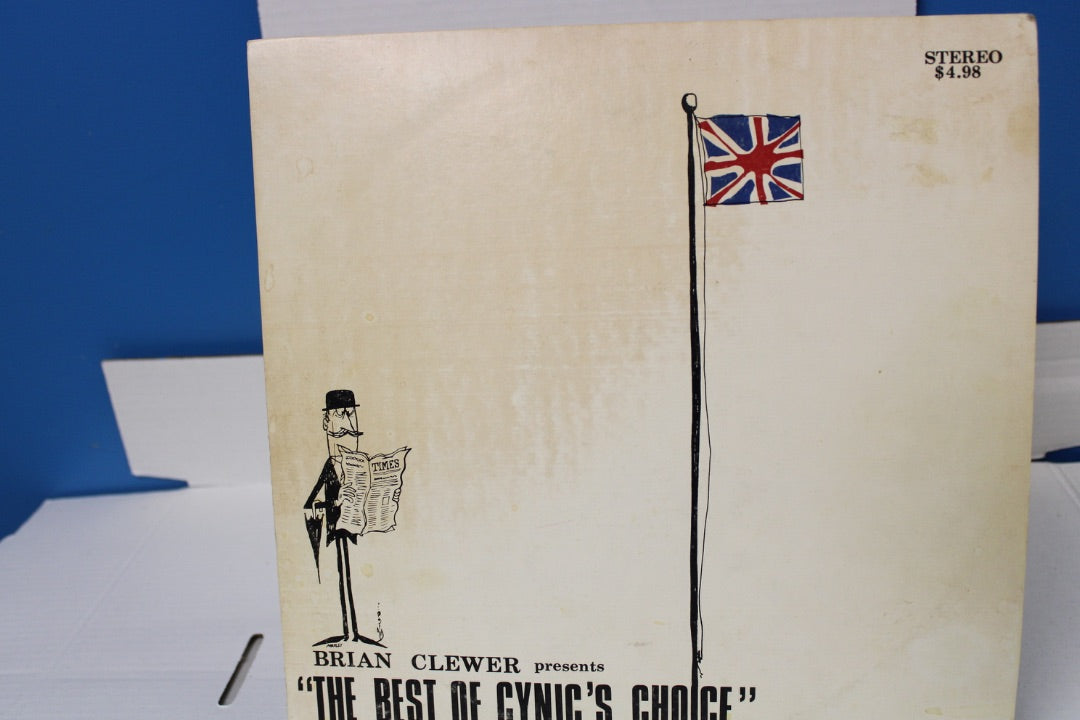 STEREO
$4.98
TIMES
BRIAN CLEWER presents
"THE BEST OF CYNIC'S CHOICE"